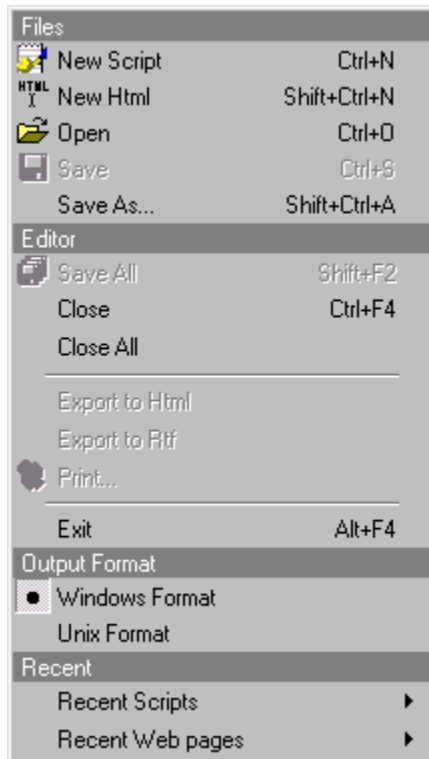 Files
New Script Ctrl+N
HTML New Html Shift+Ctrl+N
Open Ctrl+O
Save Ctrl+S
Save As... Shift+Ctrl+A
Editor
Save All Shift+F2
Close Ctrl+F4
Close All
Export to Html
Export to Rtf
Print...
Exit Alt+F4
Output Format
Windows Format
Unix Format
Recent
Recent Scripts
Recent Web pages